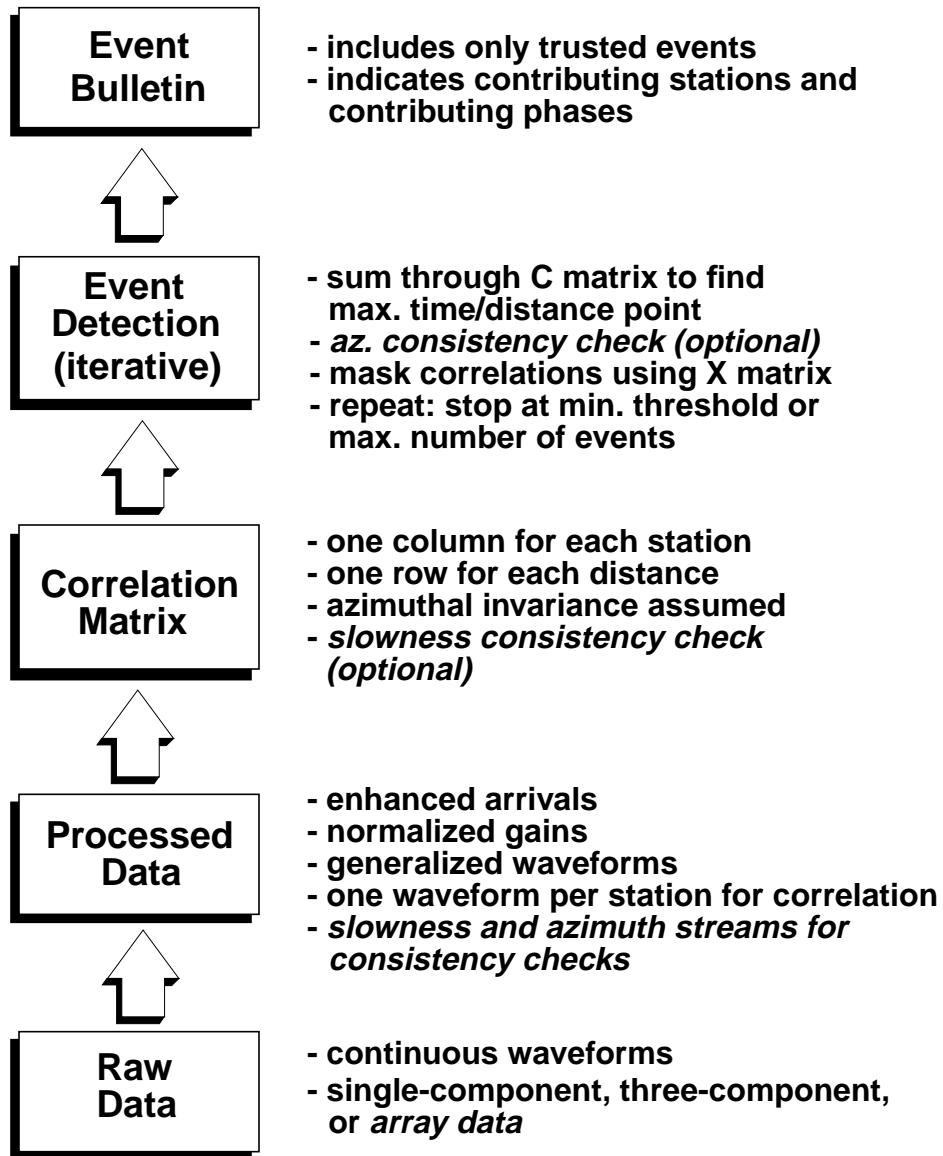 Event
Bulletin
- includes only trusted events
- indicates contributing stations and
contributing phases
Event
Detection
(iterative)
- sum through C matrix to find
max. time/distance point
- az. consistency check (optional)
- mask correlations using X matrix
- repeat: stop at min. threshold or
max. number of events
Correlation
Matrix
- one column for each station
- one row for each distance
- azimuthal invariance assumed
- slowness consistency check
(optional)
Processed
Data
- enhanced arrivals
- normalized gains
- generalized waveforms
- one waveform per station for correlation
- slowness and azimuth streams for
consistency checks
Raw
Data
- continuous waveforms
- single-component, three-component,
or array data